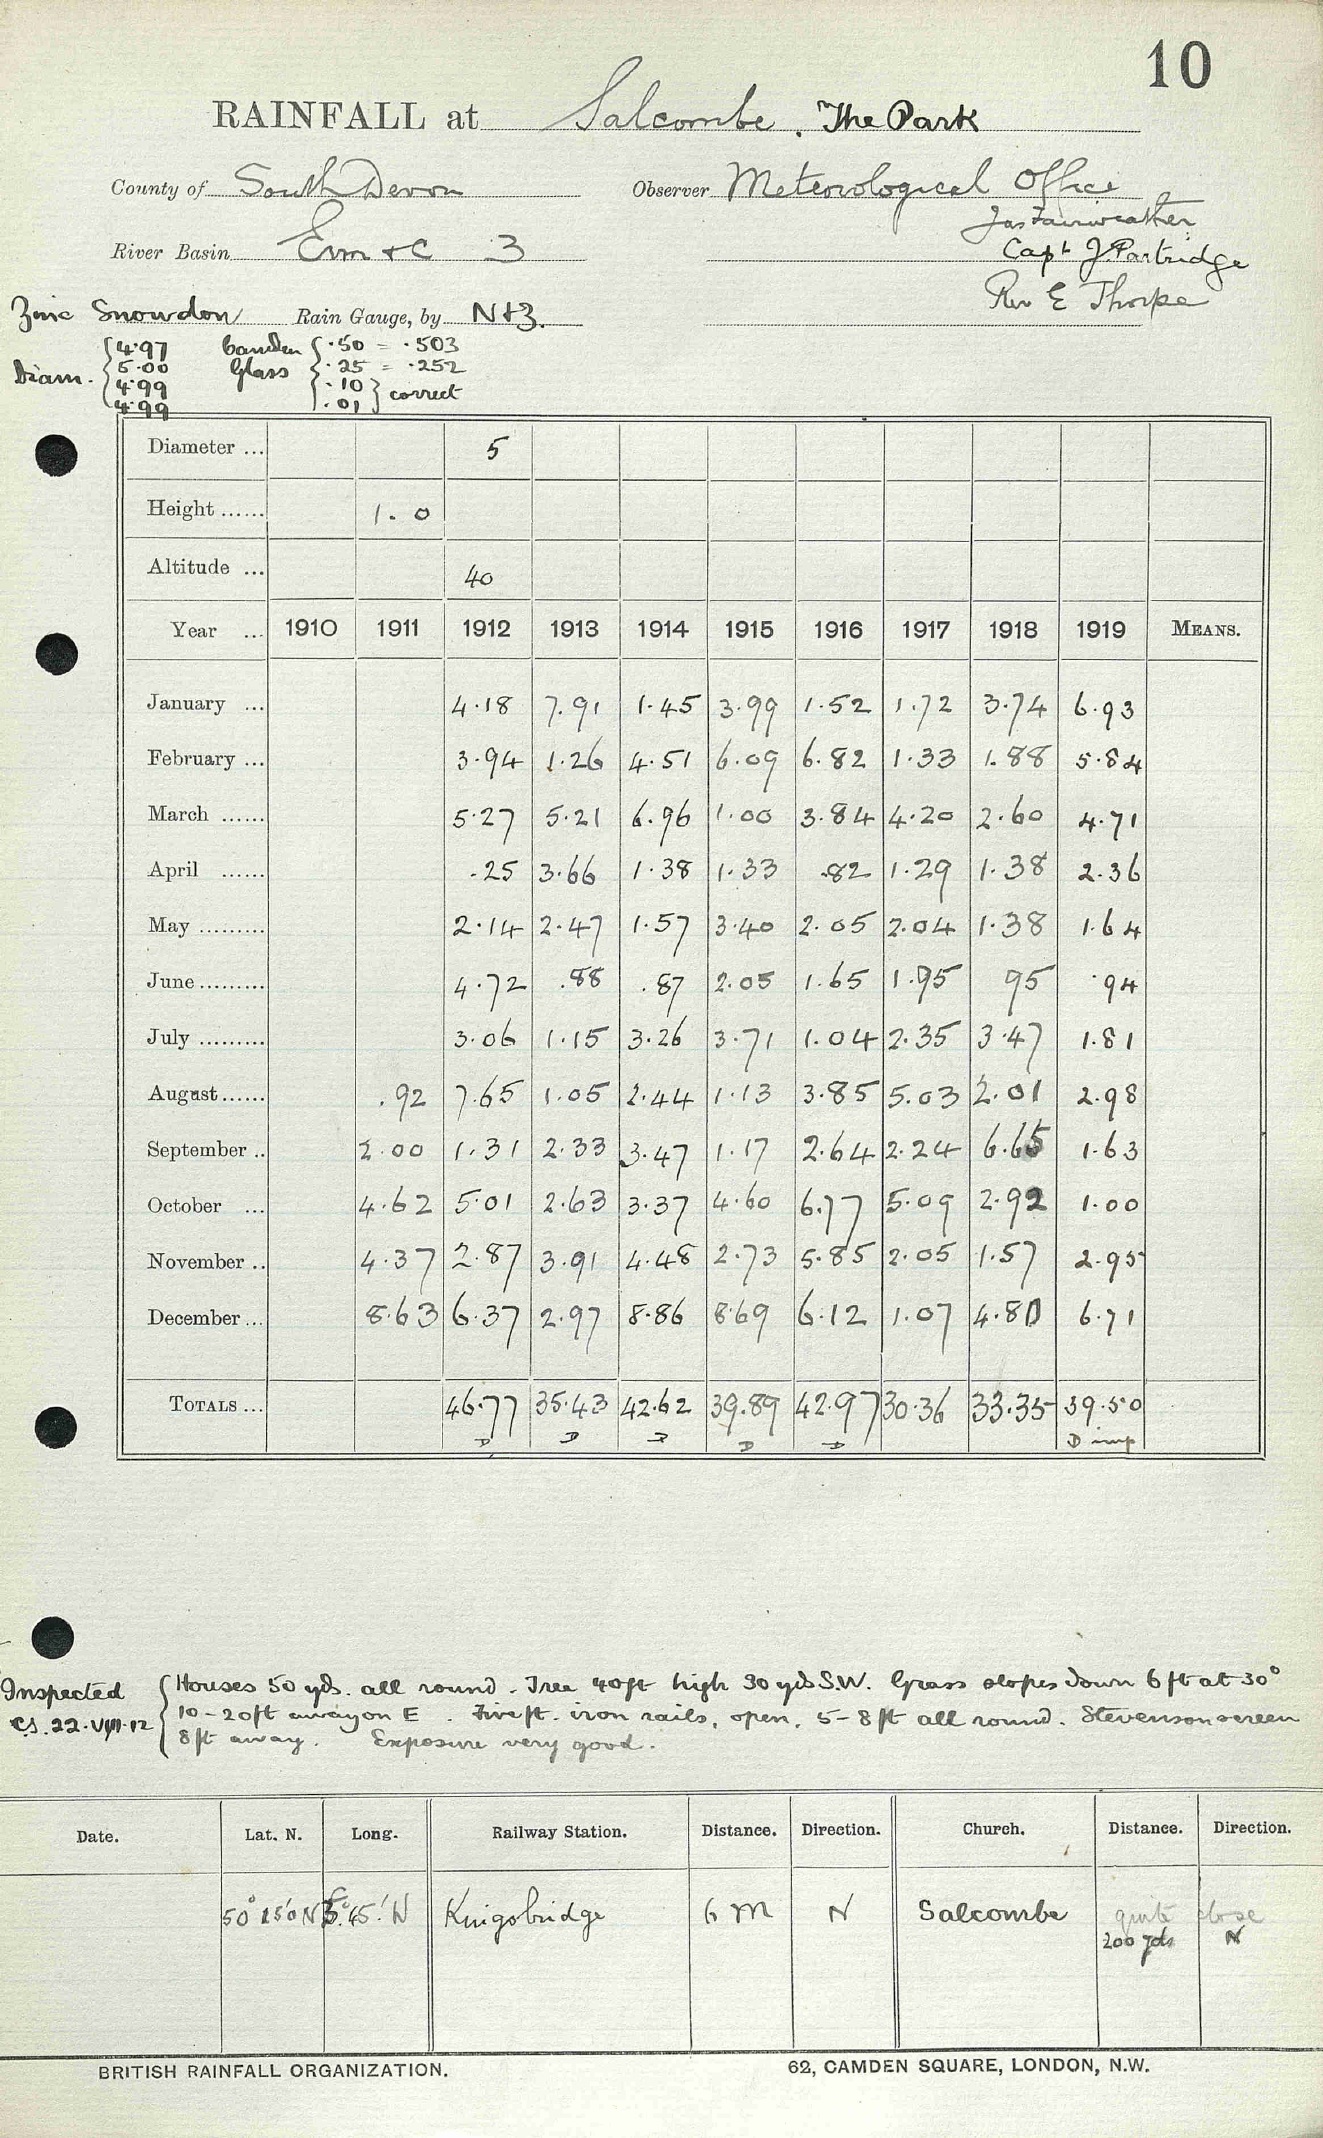 10
RAINFALL at Salcombe. The Park
County of South Devon Observer Meteorological Office
Jas Fairweather
River Basin Erm & C 3 Capt J. Partridge
Rev E Thorpe
Zinc Snowdon Rain Gauge, by N & Z.
Diam. { 4.97 5.00 4.99 4.99
Camden Glass { .50 = .503
.25 = .252
.10 } correct
.01
Diameter ... 5
Height ...... 1. 0
Altitude ... 40
Year ... 1910 1911 1912 1913 1914 1915 1916 1917 1918 1919 MEANS.
January ... 4.18 7.91 1.45 3.99 1.52 1.72 3.74 6.93
February ... 3.94 1.26 4.51 6.09 6.82 1.33 1.88 5.84
March ...... 5.27 5.21 6.96 1.00 3.84 4.20 2.60 4.71
April ...... .25 3.66 1.38 1.33 .82 1.29 1.38 2.36
May ......... 2.14 2.47 1.57 3.40 2.05 2.04 1.38 1.64
June ......... 4.72 .88 .87 2.05 1.65 1.95 95 .94
July ......... 3.06 1.15 3.26 3.71 1.04 2.35 3.47 1.81
August ...... .92 7.65 1.05 2.44 1.13 3.85 5.03 2.01 2.98
September .. 2.00 1.31 2.33 3.47 1.17 2.64 2.24 6.65 1.63
October ... 4.62 5.01 2.63 3.37 4.60 6.77 5.09 2.92 1.00
November .. 4.37 2.87 3.91 4.48 2.73 5.85 2.05 1.57 2.95
December ... 8.63 6.37 2.97 8.86 8.69 6.12 1.07 4.80 6.71
TOTALS ... 46.77 35.43 42.62 39.89 42.97 30.36 33.35 39.50
D D D D D D imp
Inspected { Houses 50 yds. all round. Tree 40ft high 30 yds S.W. Grass slopes down 6 ft at 30°
CS. 22.VIII.12 10-20ft away on E. Five ft. iron rails, open, 5-8 ft all round. Stevenson screen
8ft away. Exposure very good.
Date. Lat. N. Long. Railway Station. Distance. Direction. Church. Distance. Direction.
50° 15'0 N 3° 45' W Kingsbridge 6 M N Salcombe quite close
200 yds N
BRITISH RAINFALL ORGANIZATION. 62, CAMDEN SQUARE, LONDON, N.W.